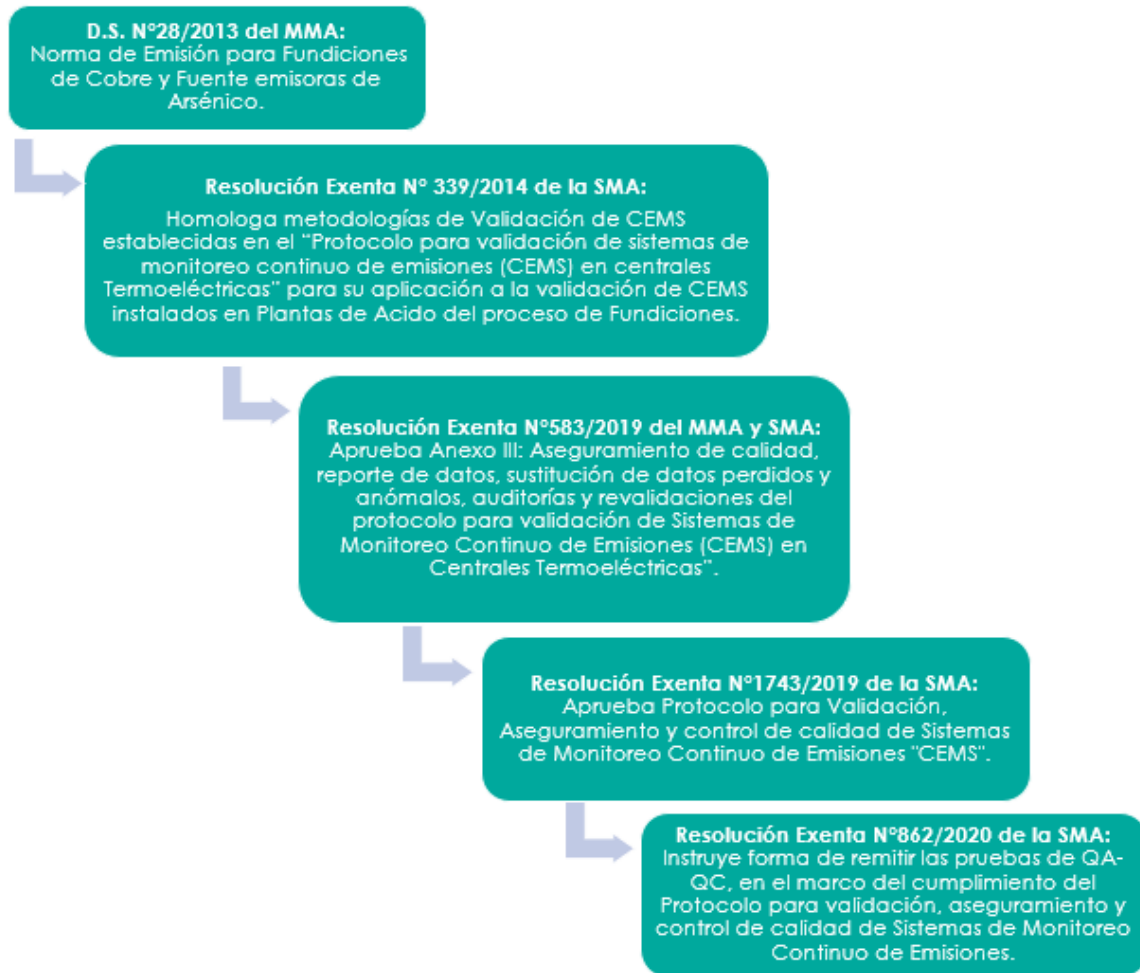 D.S. N°28/2013 del MMA:
Norma de Emisión para Fundiciones
de Cobre y Fuente emisoras de
Arsénico.
Resolución Exenta N° 339/2014 de la SMA:
Homologa metodologías de Validación de CEMS
establecidas en el "Protocolo para validación de sistemas de
monitoreo continuo de emisiones (CEMS) en centrales
Termoeléctricas" para su aplicación a la validación de CEMS
instalados en Plantas de Acido del proceso de Fundiciones.
Resolución Exenta N°583/2019 del MMA y SMA:
Aprueba Anexo III: Aseguramiento de calidad,
reporte de datos, sustitución de datos perdidos y
anómalos, auditorías y revalidaciones del
protocolo para validación de Sistemas de
Monitoreo Continuo de Emisiones (CEMS) en
Centrales Termoeléctricas".
Resolución Exenta N°1743/2019 de la SMA:
Aprueba Protocolo para Validación,
Aseguramiento y control de calidad de Sistemas
de Monitoreo Continuo de Emisiones "CEMS".
Resolución Exenta N°862/2020 de la SMA:
Instruye forma de remitir las pruebas de QA-
QC, en el marco del cumplimiento del
Protocolo para validación, aseguramiento y
control de calidad de Sistemas de Monitoreo
Continuo de Emisiones.